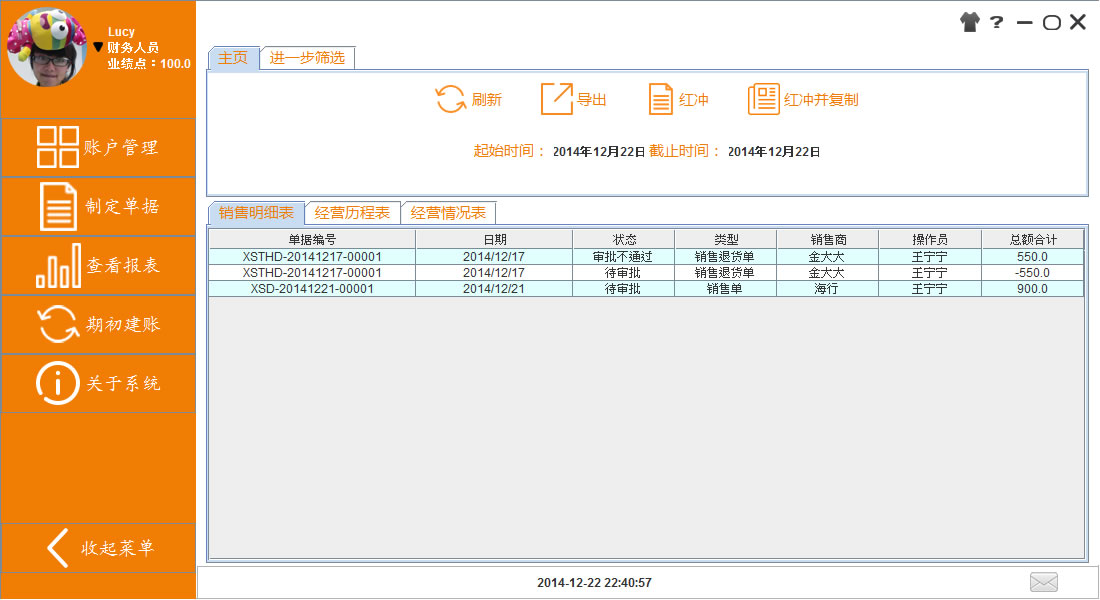 Lucy
财务人员
业绩点：100.0
账户管理
制定单据
查看报表
期初建账
关于系统
收起菜单
?
主页 进一步筛选
刷新 导出 红冲 红冲并复制
起始时间： 2014年12月22日 截止时间： 2014年12月22日
销售明细表 经营历程表 经营情况表
单据编号 日期 状态 类型 销售商 操作员 总额合计
XSTHD-20141217-00001 2014/12/17 审批不通过 销售退货单 金大大 王宁宁 550.0
XSTHD-20141217-00001 2014/12/17 待审批 销售退货单 金大大 王宁宁 -550.0
XSD-20141221-00001 2014/12/21 待审批 销售单 海行 王宁宁 900.0
2014-12-22 22:40:57